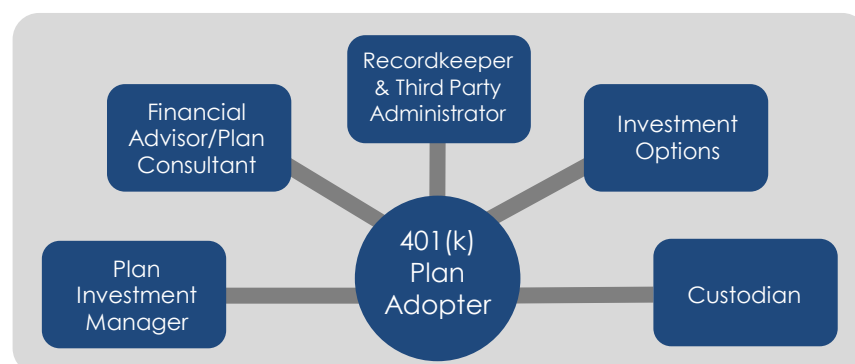 Recordkeeper
& Third Party
Administrator
Financial
Advisor/Plan
Consultant
Investment
Options
401(k)
Plan
Adopter
Plan
Investment
Manager
Custodian